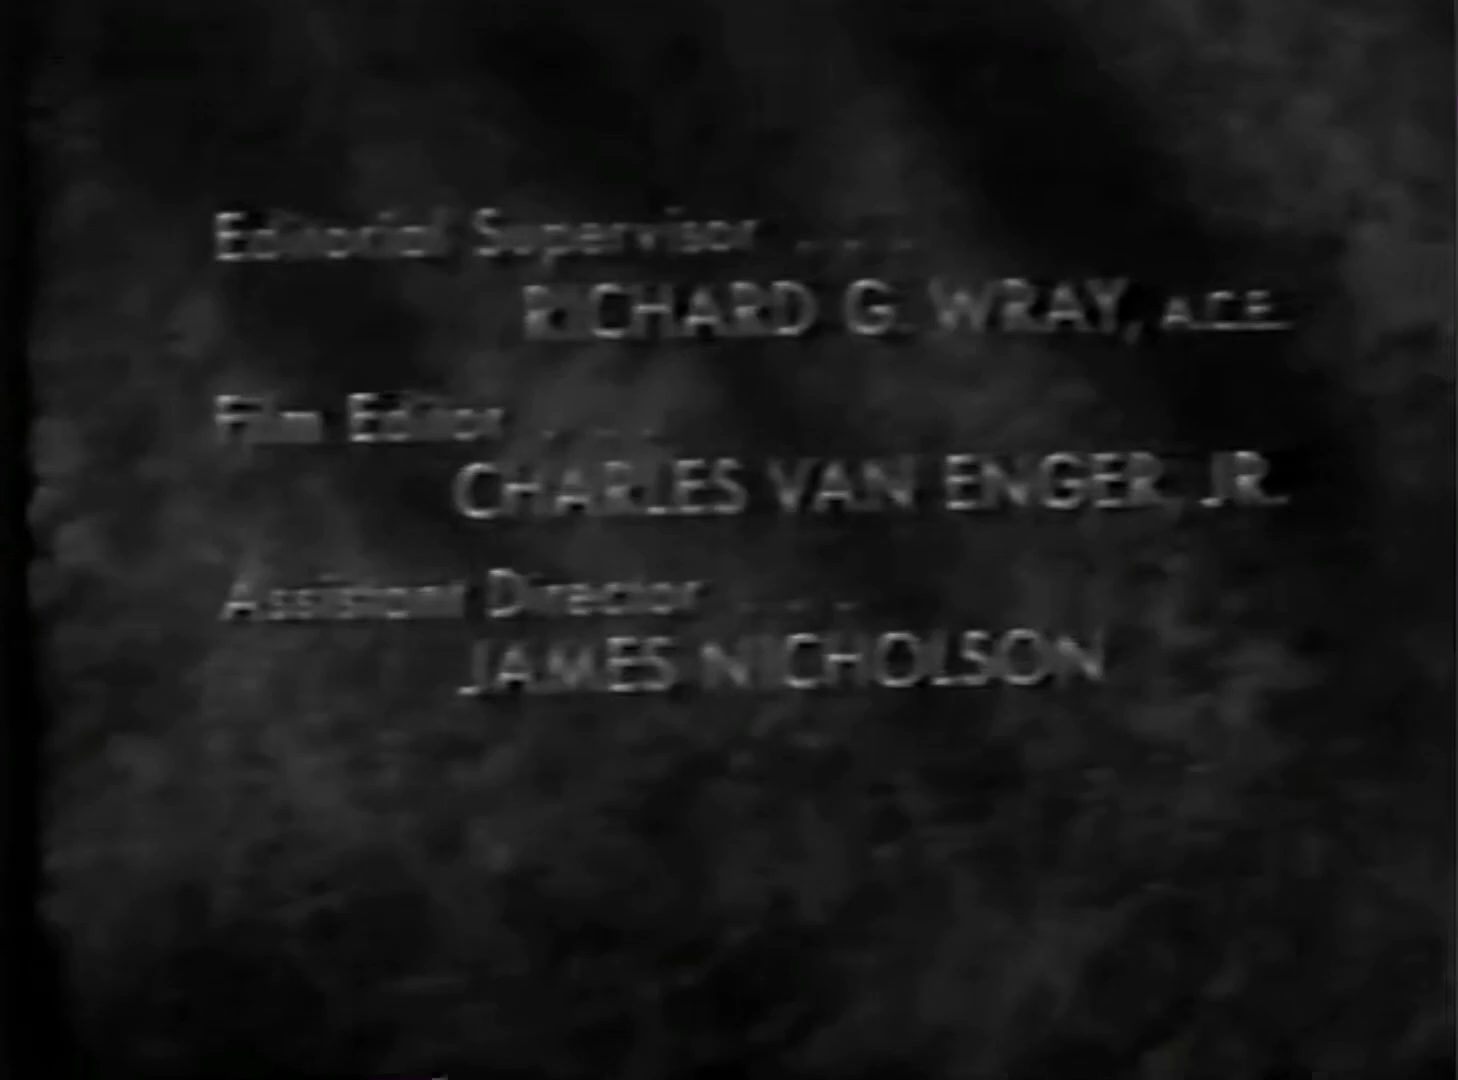 Editorial Supervisor . . . .
RICHARD G. WRAY, A.C.E.
Film Editor . . . .
CHARLES VAN ENGER, JR.
Assistant Director . . . .
JAMES NICHOLSON